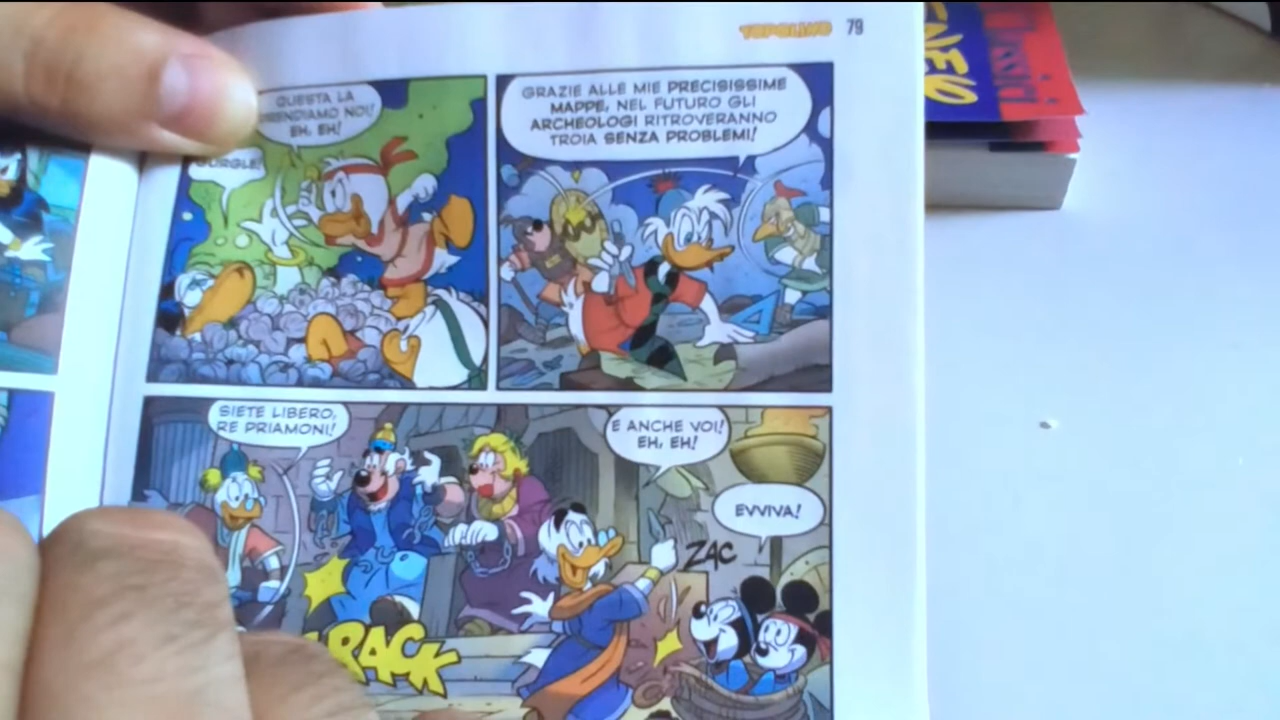 TOPOLINO 79
QUESTA LA
PRENDIAMO NOI!
EH, EH!
GURGLE!
GRAZIE ALLE MIE PRECISISSIME
MAPPE, NEL FUTURO GLI
ARCHEOLOGI RITROVERANNO
TROIA SENZA PROBLEMI!
SIETE LIBERO,
RE PRIAMONI!
E ANCHE VOI!
EH, EH!
EVVIVA!
ZAC
RACK
Classici